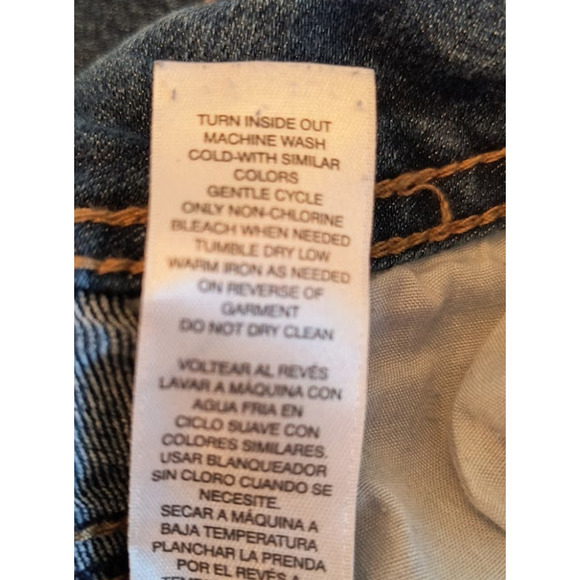 TURN INSIDE OUT
MACHINE WASH
COLD-WITH SIMILAR
COLORS
GENTLE CYCLE
ONLY NON-CHLORINE
BLEACH WHEN NEEDED
TUMBLE DRY LOW
WARM IRON AS NEEDED
ON REVERSE OF
GARMENT
DO NOT DRY CLEAN
VOLTEAR AL REVÉS
LAVAR A MÁQUINA CON
AGUA FRIA EN
CICLO SUAVE CON
COLORES SIMILARES.
USAR BLANQUEADOR
SIN CLORO CUANDO SE
NECESITE.
SECAR A MÁQUINA A
BAJA TEMPERATURA
PLANCHAR LA PRENDA
POR EL REVÉS A